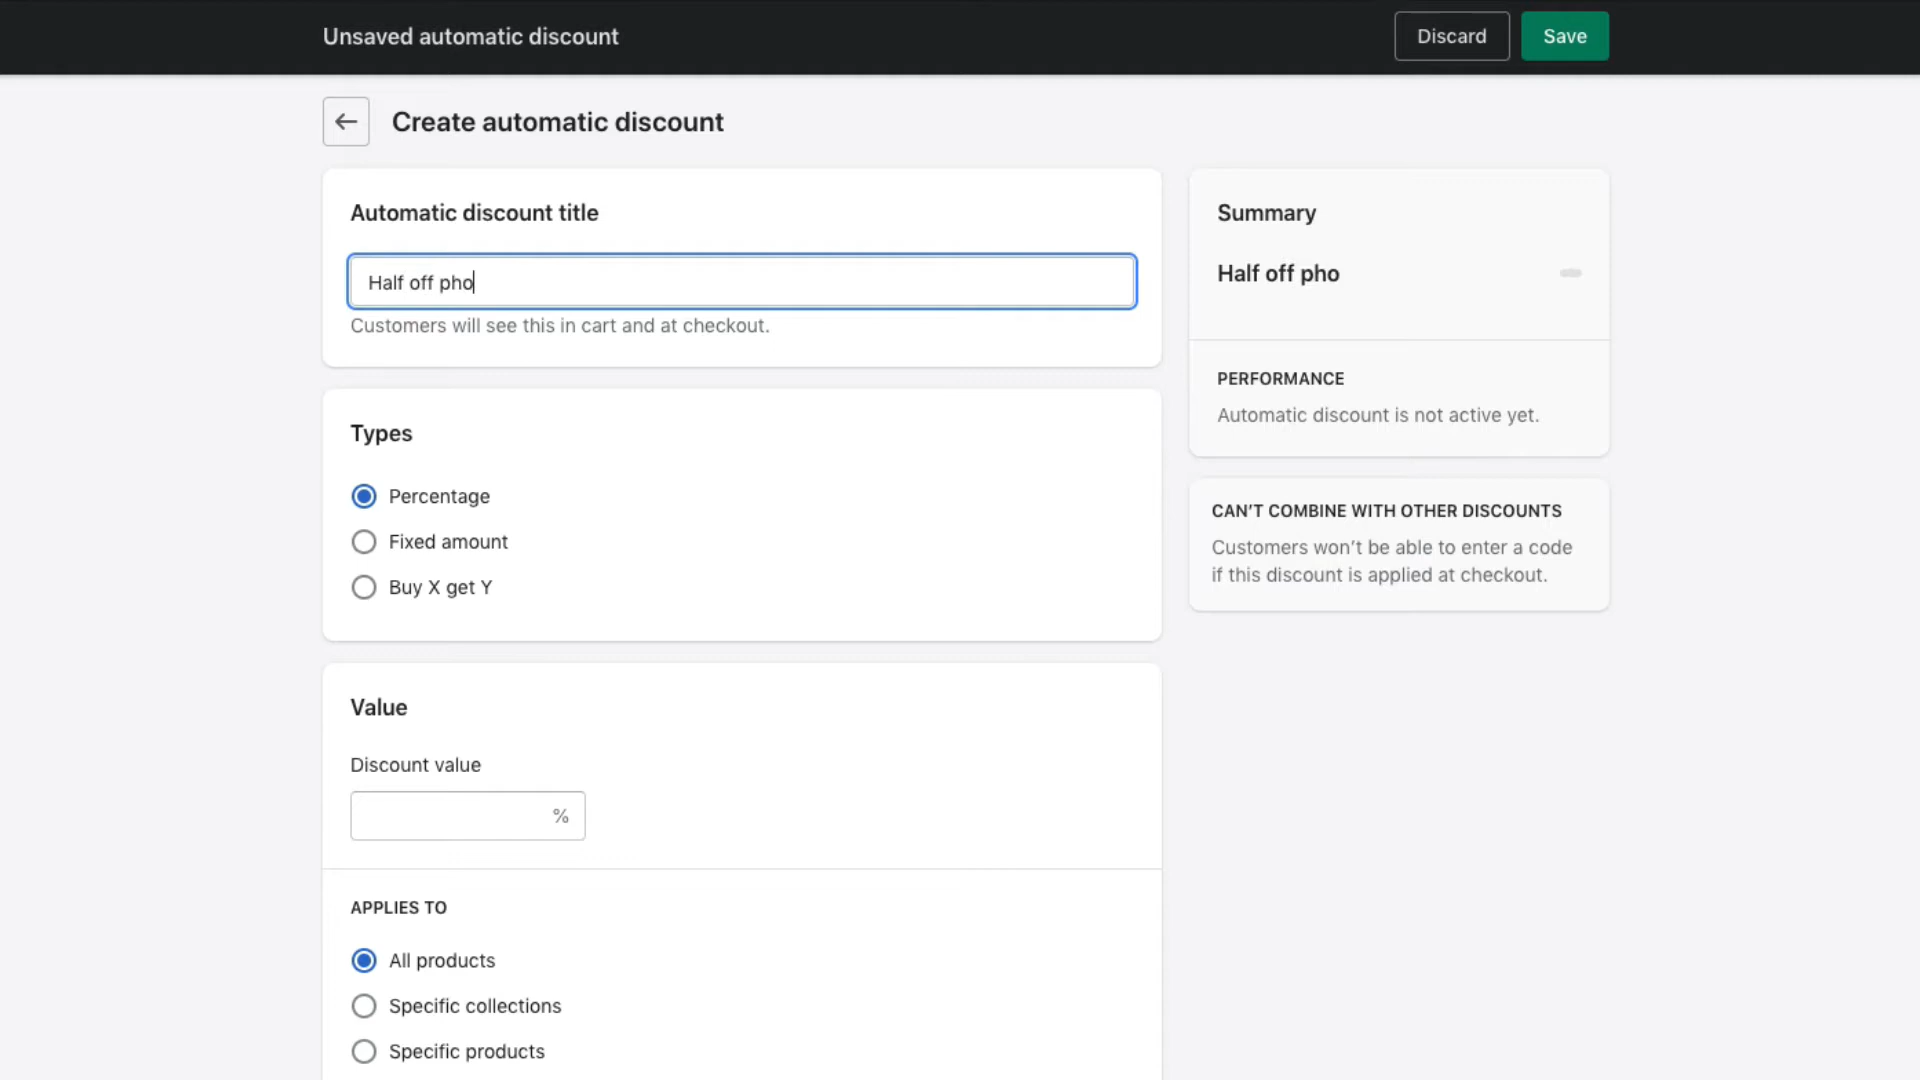 Unsaved automatic discount
Discard
Save
Create automatic discount
Automatic discount title
Half off pho
Customers will see this in cart and at checkout.
Types
Percentage
Fixed amount
Buy X get Y
Value
Discount value
%
APPLIES TO
All products
Specific collections
Specific products
Summary
Half off pho
PERFORMANCE
Automatic discount is not active yet.
CAN’T COMBINE WITH OTHER DISCOUNTS
Customers won’t be able to enter a code
if this discount is applied at checkout.